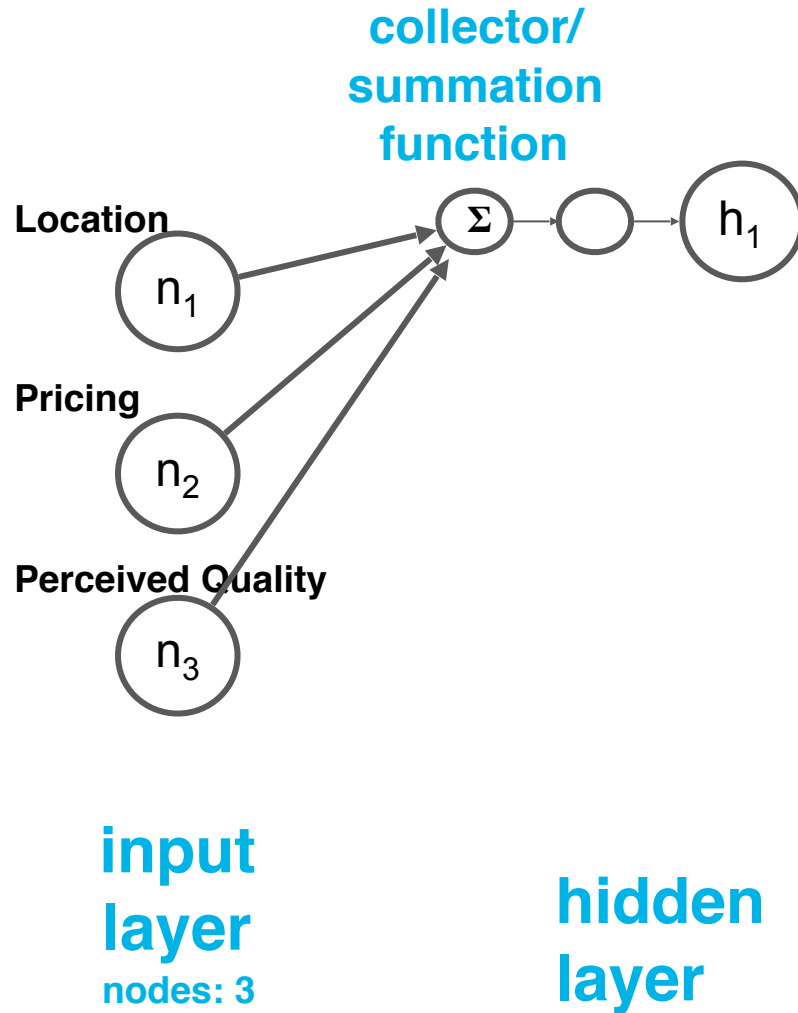 collector/
summation
function
Location
Σ
h₁
n₁
Pricing
n₂
Perceived Quality
n₃
input
layer
nodes: 3
hidden
layer